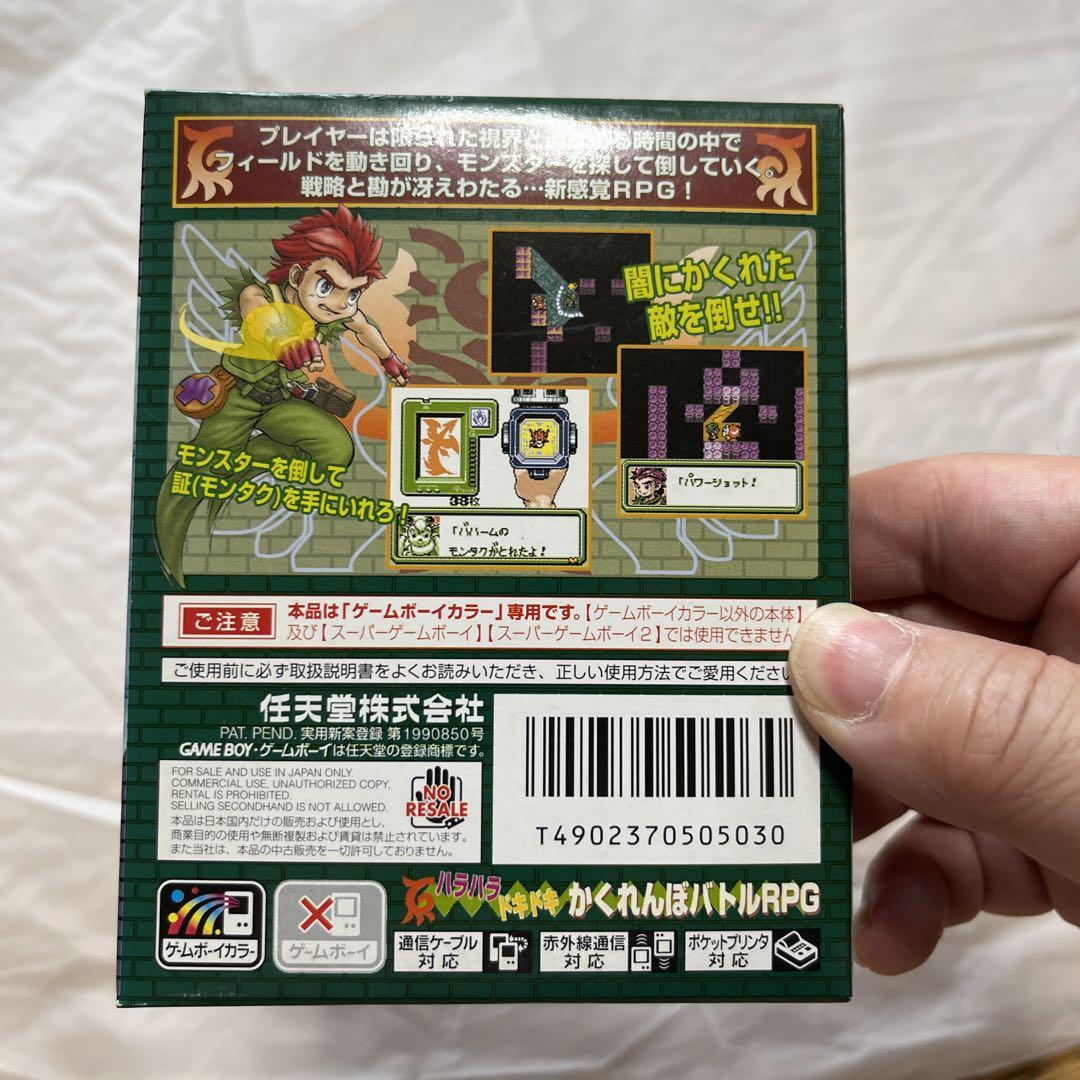 プレイヤーは限られた視界と る時間の中で
フィールドを動き回り、モンスターを探して倒していく。
戦略と勘が冴えわたる…新感覚RPG！
闇にかくれた
敵を倒せ!!
モンスターを倒して
証(モンタク)を手にいれろ！
33枚
「バハームの
モンタクがとれたよ！
「パワーショット！
ご注意
本品は「ゲームボーイカラー」専用です。【ゲームボーイカラー以外の本体】
及び【スーパーゲームボーイ】【スーパーゲームボーイ2】では使用できません
ご使用前に必ず取扱説明書をよくお読みいただき、正しい使用方法でご愛用ください
任天堂株式会社
PAT. PEND. 実用新案登録 第1990850号
GAME BOY・ゲームボーイは任天堂の登録商標です。
FOR SALE AND USE IN JAPAN ONLY.
COMMERCIAL USE, UNAUTHORIZED COPY,
RENTAL IS PROHIBITED.
SELLING SECONDHAND IS NOT ALLOWED.
本品は日本国内だけの販売および使用とし、
商業目的の使用や無断複製および賃貸は禁止されています。
また当社は、本品の中古販売を一切許可しておりません。
NO
RESALE
T4902370505030
ハラハラ
ドキドキ
かくれんぼバトルRPG
ゲームボーイカラー
ゲームボーイ
通信ケーブル
対応
赤外線通信
対応
ポケットプリンタ
対応